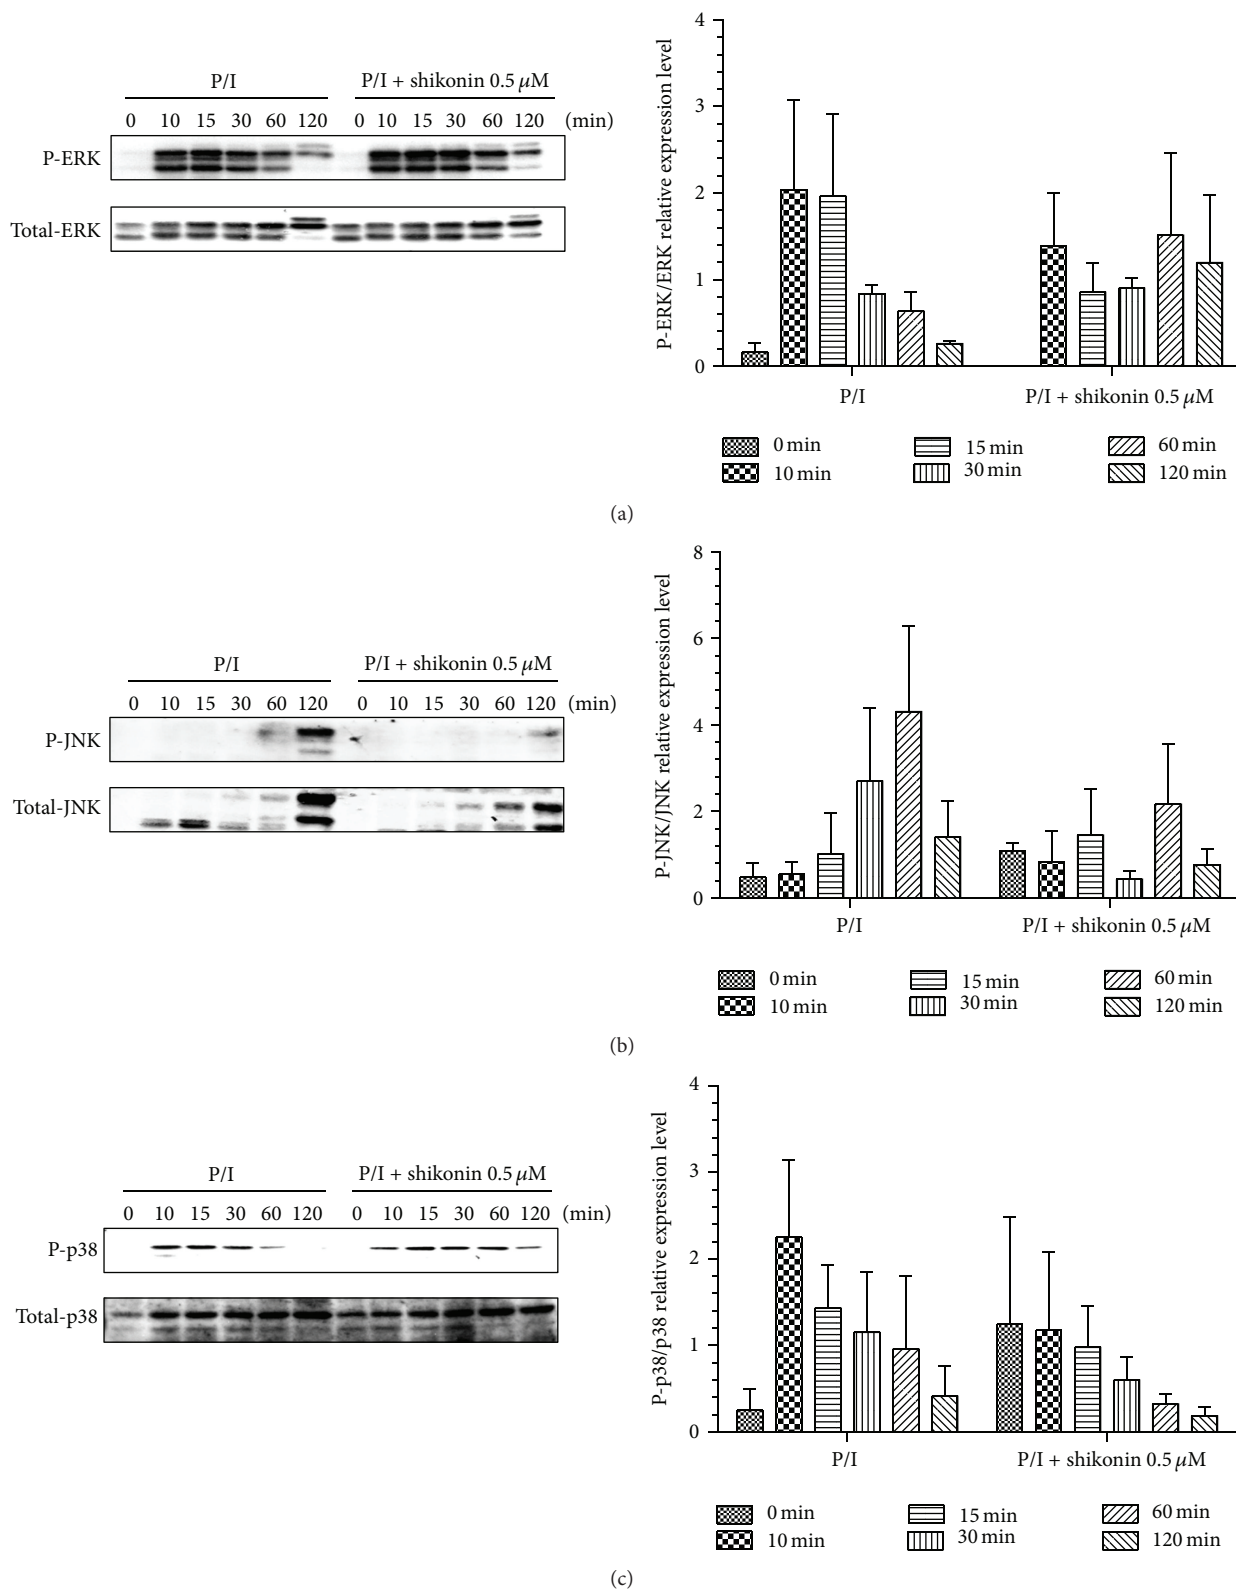 P/I
P/I + shikonin 0.5 μM
0 10 15 30 60 120 0 10 15 30 60 120 (min)
P-ERK
Total-ERK
P-ERK/ERK relative expression level
4
3
2
1
0
P/I
P/I + shikonin 0.5 μM
0 min
15 min
60 min
10 min
30 min
120 min
(a)
P/I
P/I + shikonin 0.5 μM
0 10 15 30 60 120 0 10 15 30 60 120 (min)
P-JNK
Total-JNK
P-JNK/JNK relative expression level
8
6
4
2
0
P/I
P/I + shikonin 0.5 μM
0 min
15 min
60 min
10 min
30 min
120 min
(b)
P/I
P/I + shikonin 0.5 μM
0 10 15 30 60 120 0 10 15 30 60 120 (min)
P-p38
Total-p38
P-p38/p38 relative expression level
4
3
2
1
0
P/I
P/I + shikonin 0.5 μM
0 min
15 min
60 min
10 min
30 min
120 min
(c)